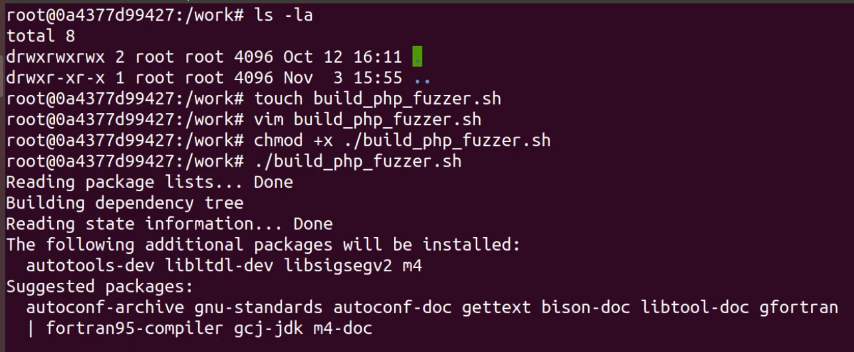 root@0a4377d99427:/work# ls -la
total 8
drwxrwxrwx 2 root root 4096 Oct 12 16:11 .
drwxr-xr-x 1 root root 4096 Nov  3 15:55 ..
root@0a4377d99427:/work# touch build_php_fuzzer.sh
root@0a4377d99427:/work# vim build_php_fuzzer.sh
root@0a4377d99427:/work# chmod +x ./build_php_fuzzer.sh
root@0a4377d99427:/work# ./build_php_fuzzer.sh
Reading package lists... Done
Building dependency tree
Reading state information... Done
The following additional packages will be installed:
  autotools-dev libltdl-dev libsigsegv2 m4
Suggested packages:
  autoconf-archive gnu-standards autoconf-doc gettext bison-doc libtool-doc gfortran
  | fortran95-compiler gcj-jdk m4-doc